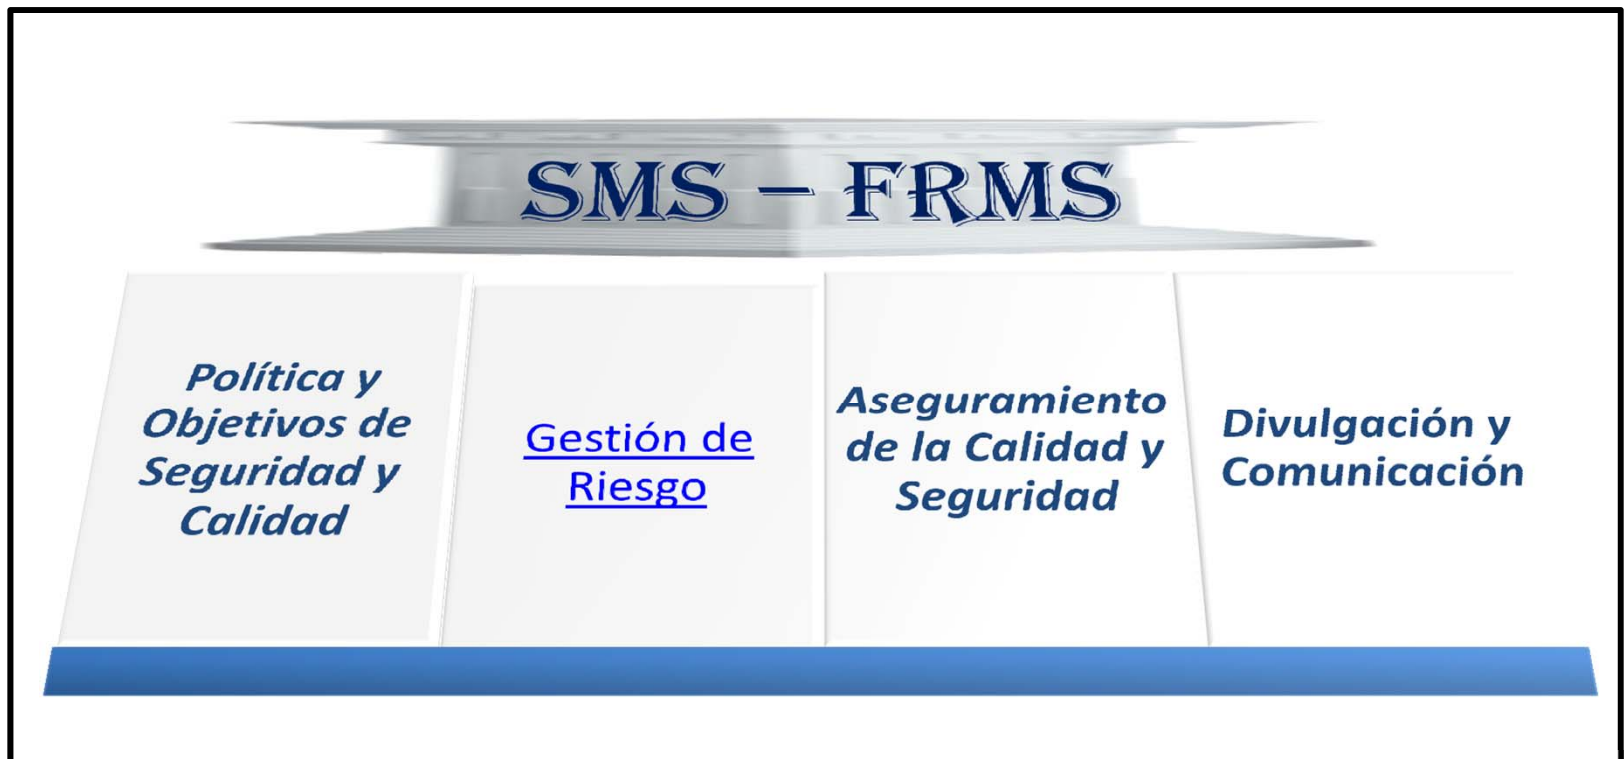 SMS – FRMS
Política y
Objetivos de
Seguridad y
Calidad
Gestión de
Riesgo
Aseguramiento
de la Calidad y
Seguridad
Divulgación y
Comunicación